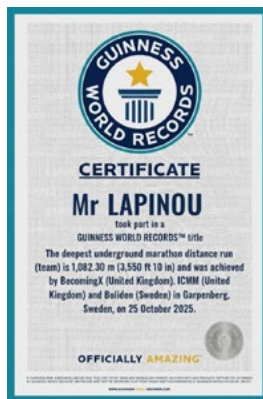 GUINNESS
WORLD RECORDS
CERTIFICATE
Mr LAPINOU
took part in a
GUINNESS WORLD RECORDS™ title
The deepest underground marathon distance run
(team) is 1,082.30 m (3,550 ft 10 in) and was achieved
by BecomingX (United Kingdom). ICMM (United
Kingdom) and Boliden (Sweden) in Garpenberg,
Sweden, on 25 October 2025.
OFFICIALLY AMAZING